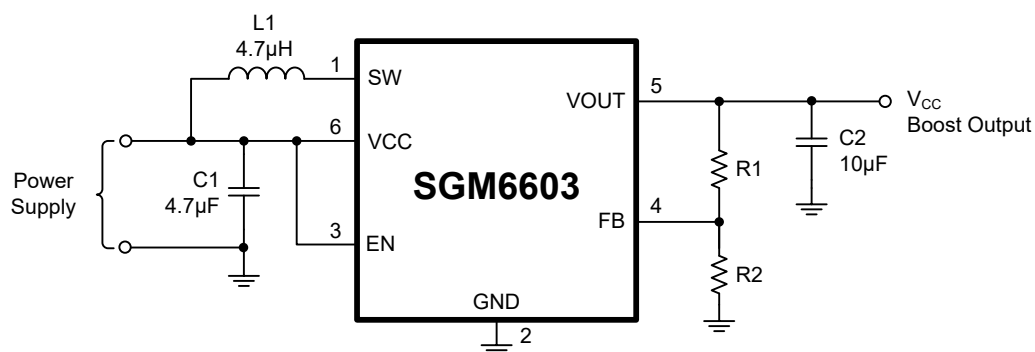 L1
4.7µH
1
SW
5
VOUT
V_CC
Boost Output
6
VCC
C2
10µF
Power
Supply
C1
4.7µF
SGM6603
R1
4
FB
3
EN
R2
GND
2